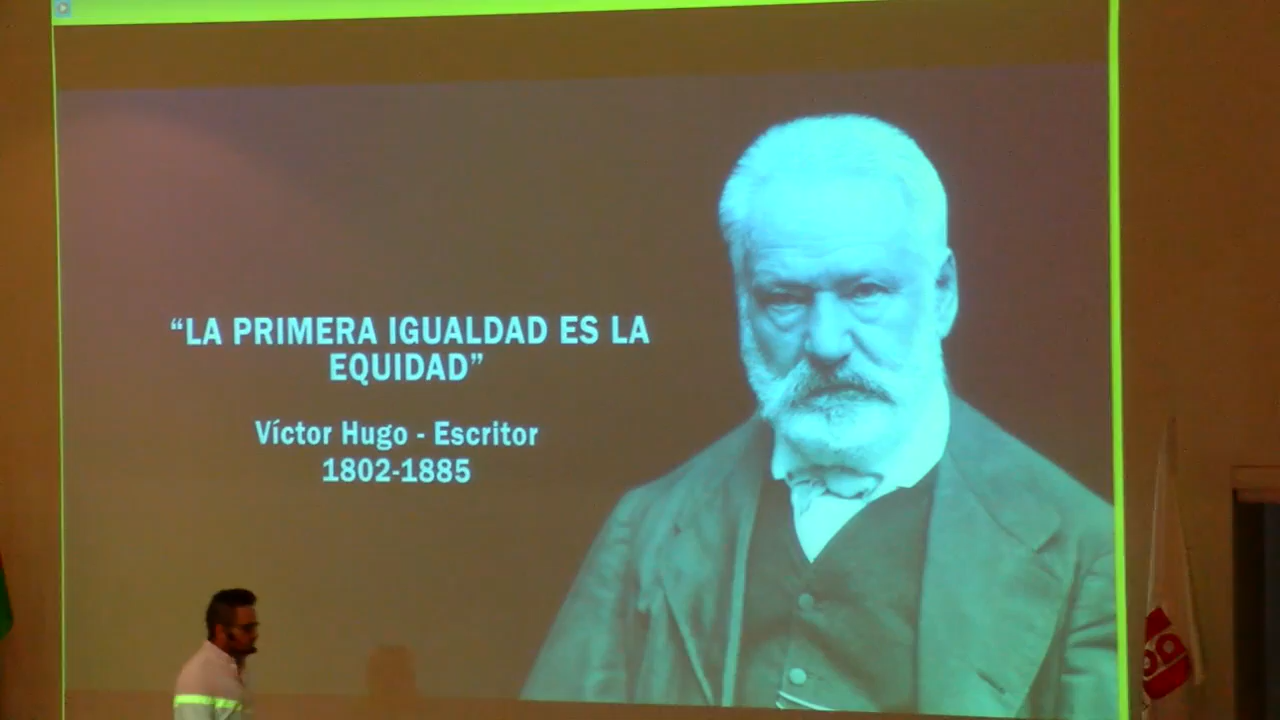 “LA PRIMERA IGUALDAD ES LA
EQUIDAD”
Víctor Hugo - Escritor
1802-1885